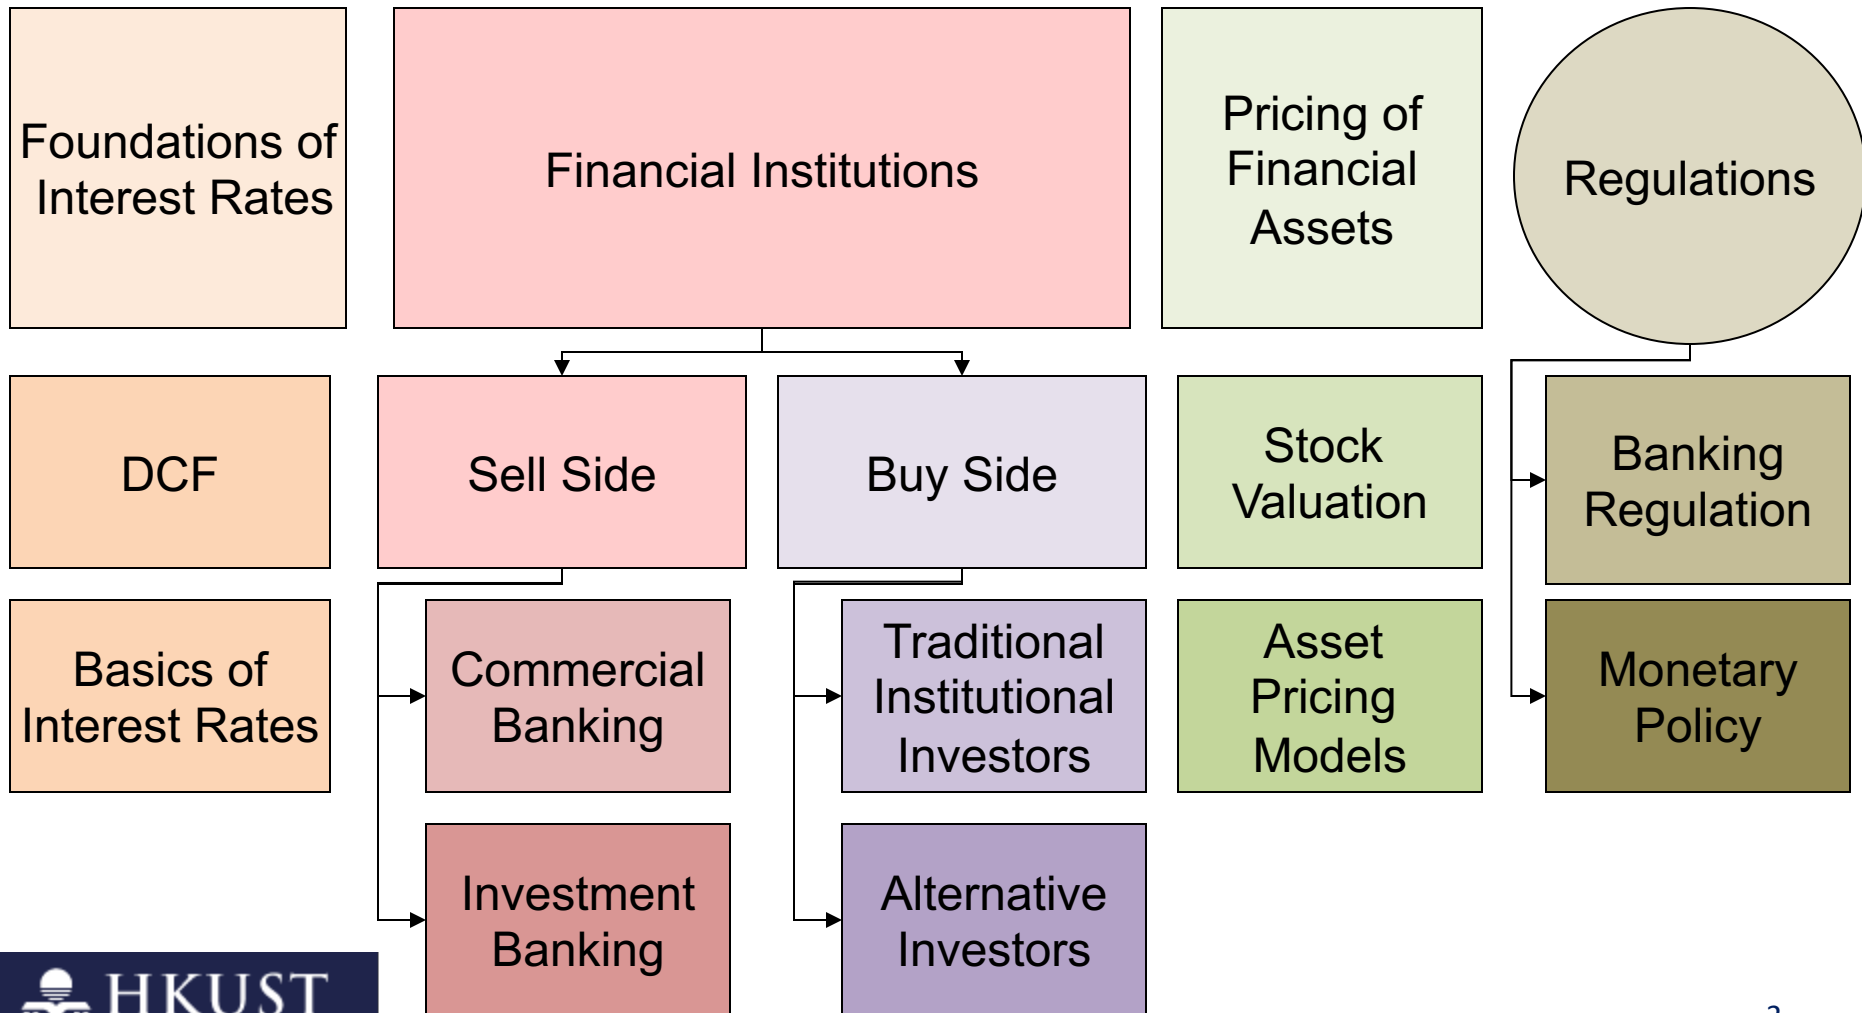 Foundations of
Interest Rates
Financial Institutions
Pricing of
Financial
Assets
Regulations
DCF
Sell Side
Buy Side
Stock
Valuation
Banking
Regulation
Basics of
Interest Rates
Commercial
Banking
Traditional
Institutional
Investors
Asset
Pricing
Models
Monetary
Policy
Investment
Banking
Alternative
Investors
HKUST